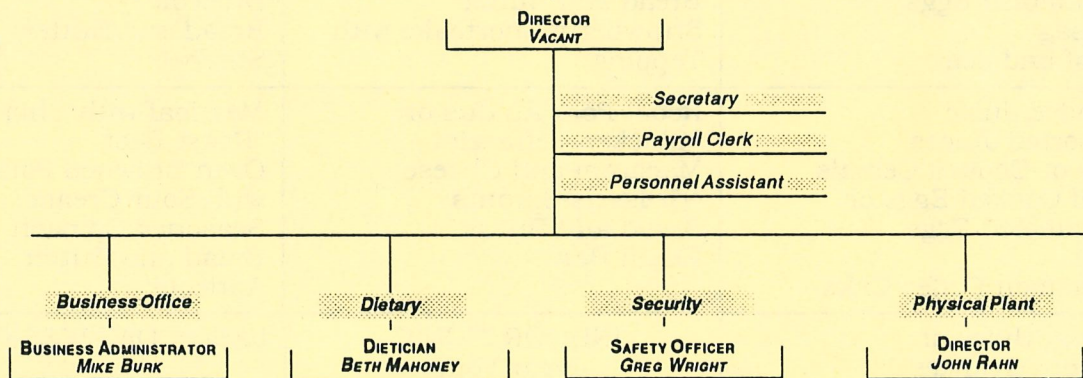 DIRECTOR
VACANT
Secretary
Payroll Clerk
Personnel Assistant
Business Office
Dietary
Security
Physical Plant
BUSINESS ADMINISTRATOR
MIKE BURK
DIETICIAN
BETH MAHONEY
SAFETY OFFICER
GREG WRIGHT
DIRECTOR
JOHN RAHN